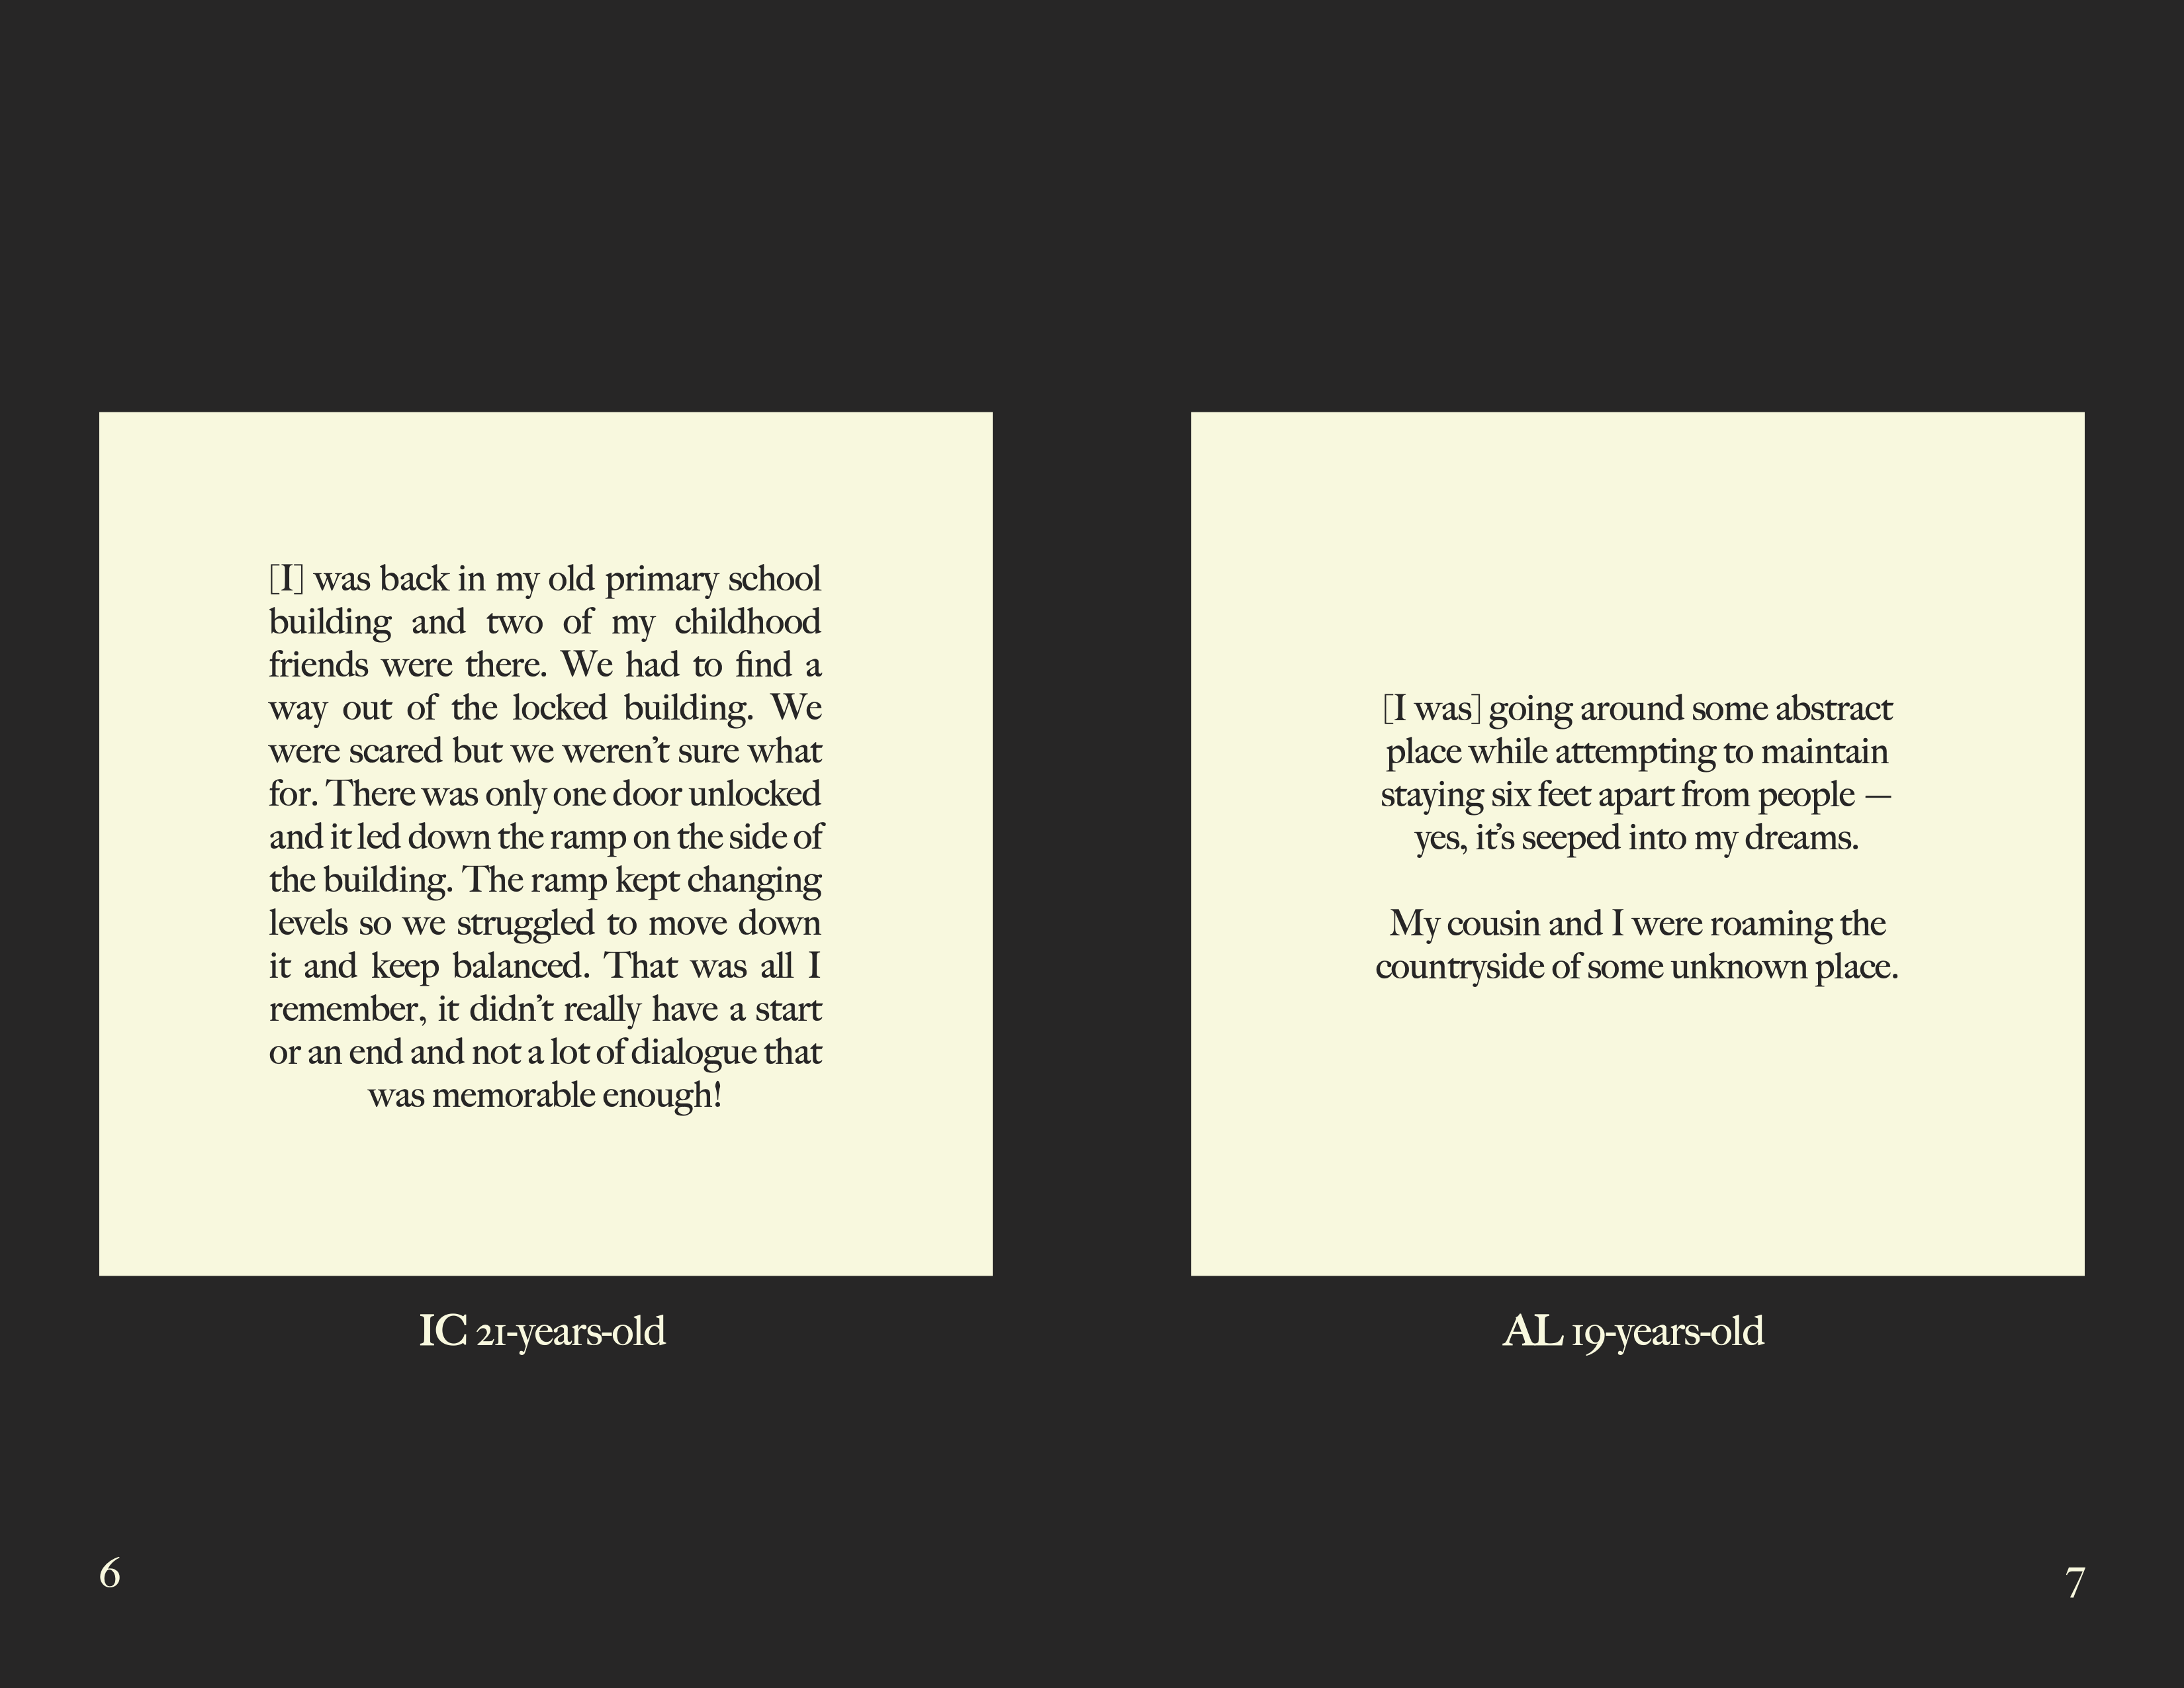 [I] was back in my old primary school
building and two of my childhood
friends were there. We had to find a
way out of the locked building. We
were scared but we weren’t sure what
for. There was only one door unlocked
and it led down the ramp on the side of
the building. The ramp kept changing
levels so we struggled to move down
it and keep balanced. That was all I
remember, it didn’t really have a start
or an end and not a lot of dialogue that
was memorable enough!
IC 21-years-old
6
[I was] going around some abstract
place while attempting to maintain
staying six feet apart from people —
yes, it’s seeped into my dreams.
My cousin and I were roaming the
countryside of some unknown place.
AL 19-years-old
7